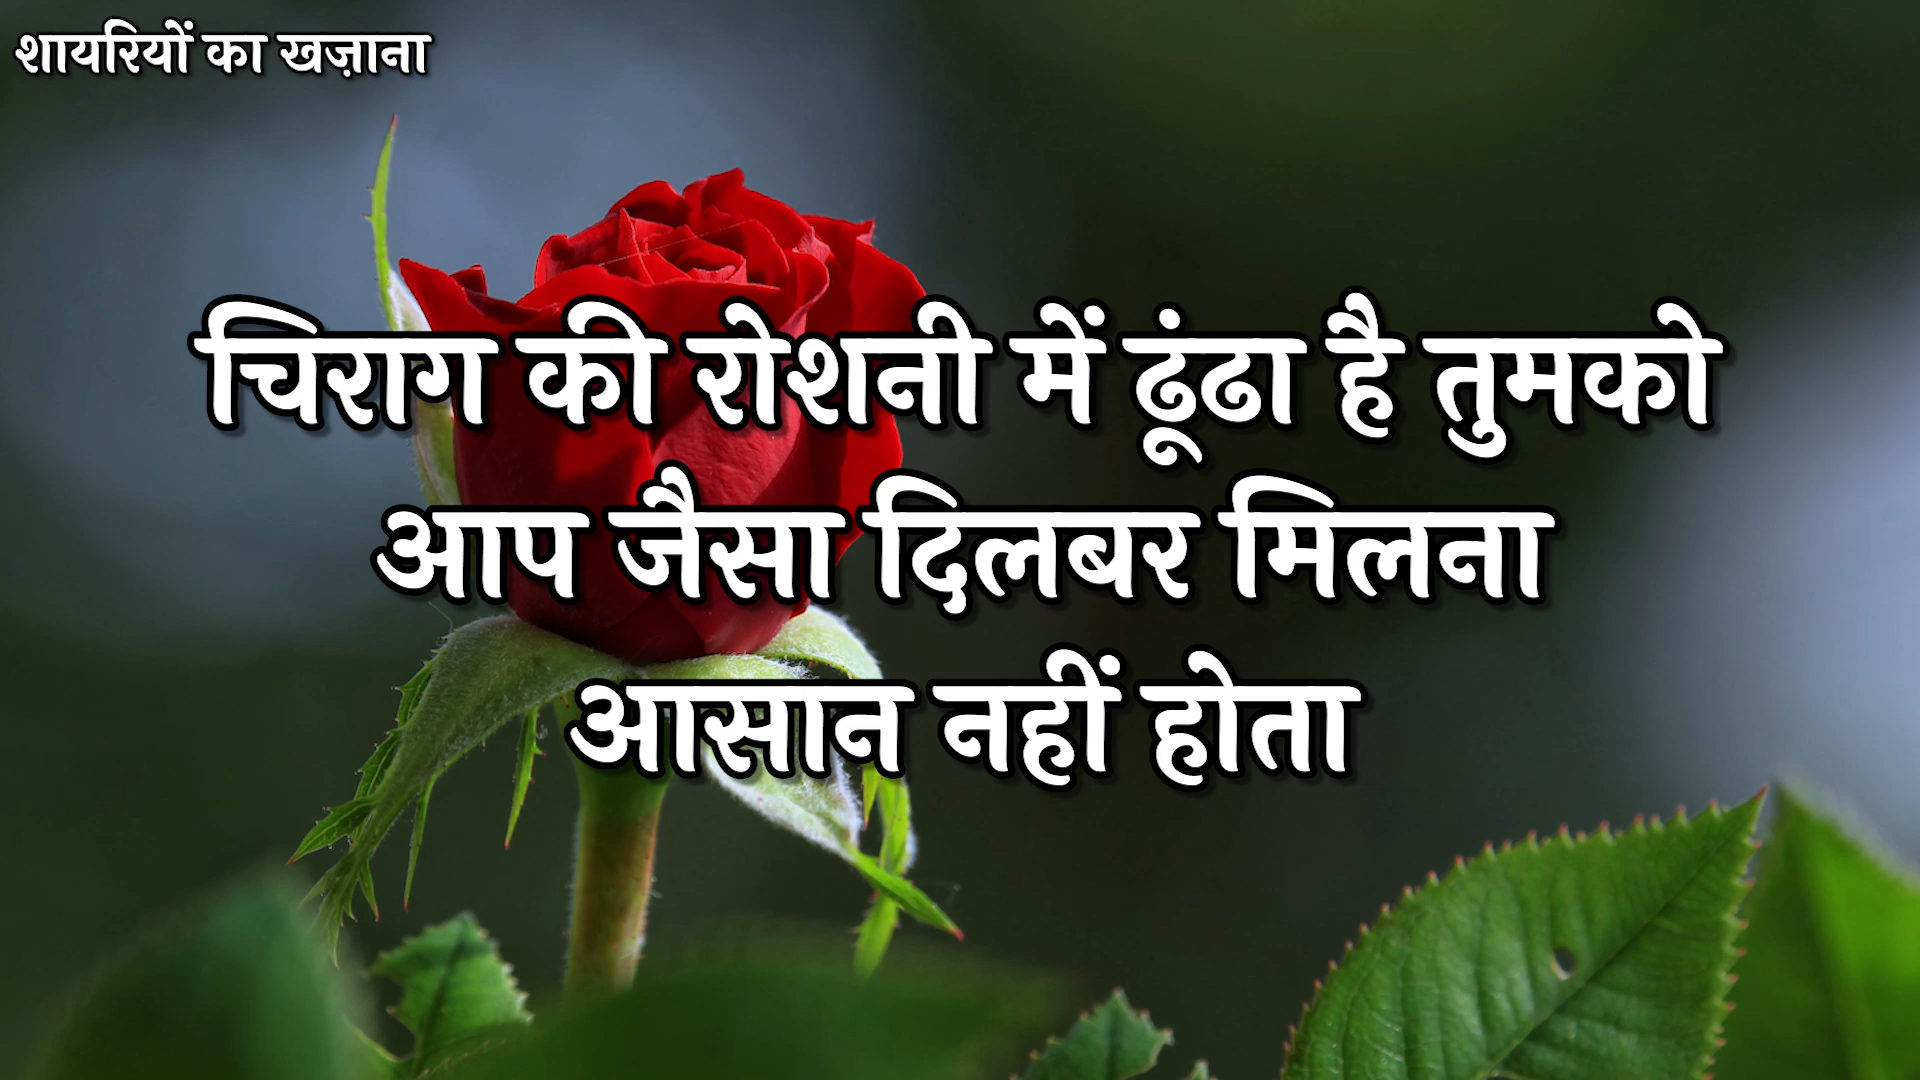 शायरियों का खज़ाना
चिराग की रोशनी में ढूंढा है तुमको
आप जैसा दिलबर मिलना
आसान नहीं होता